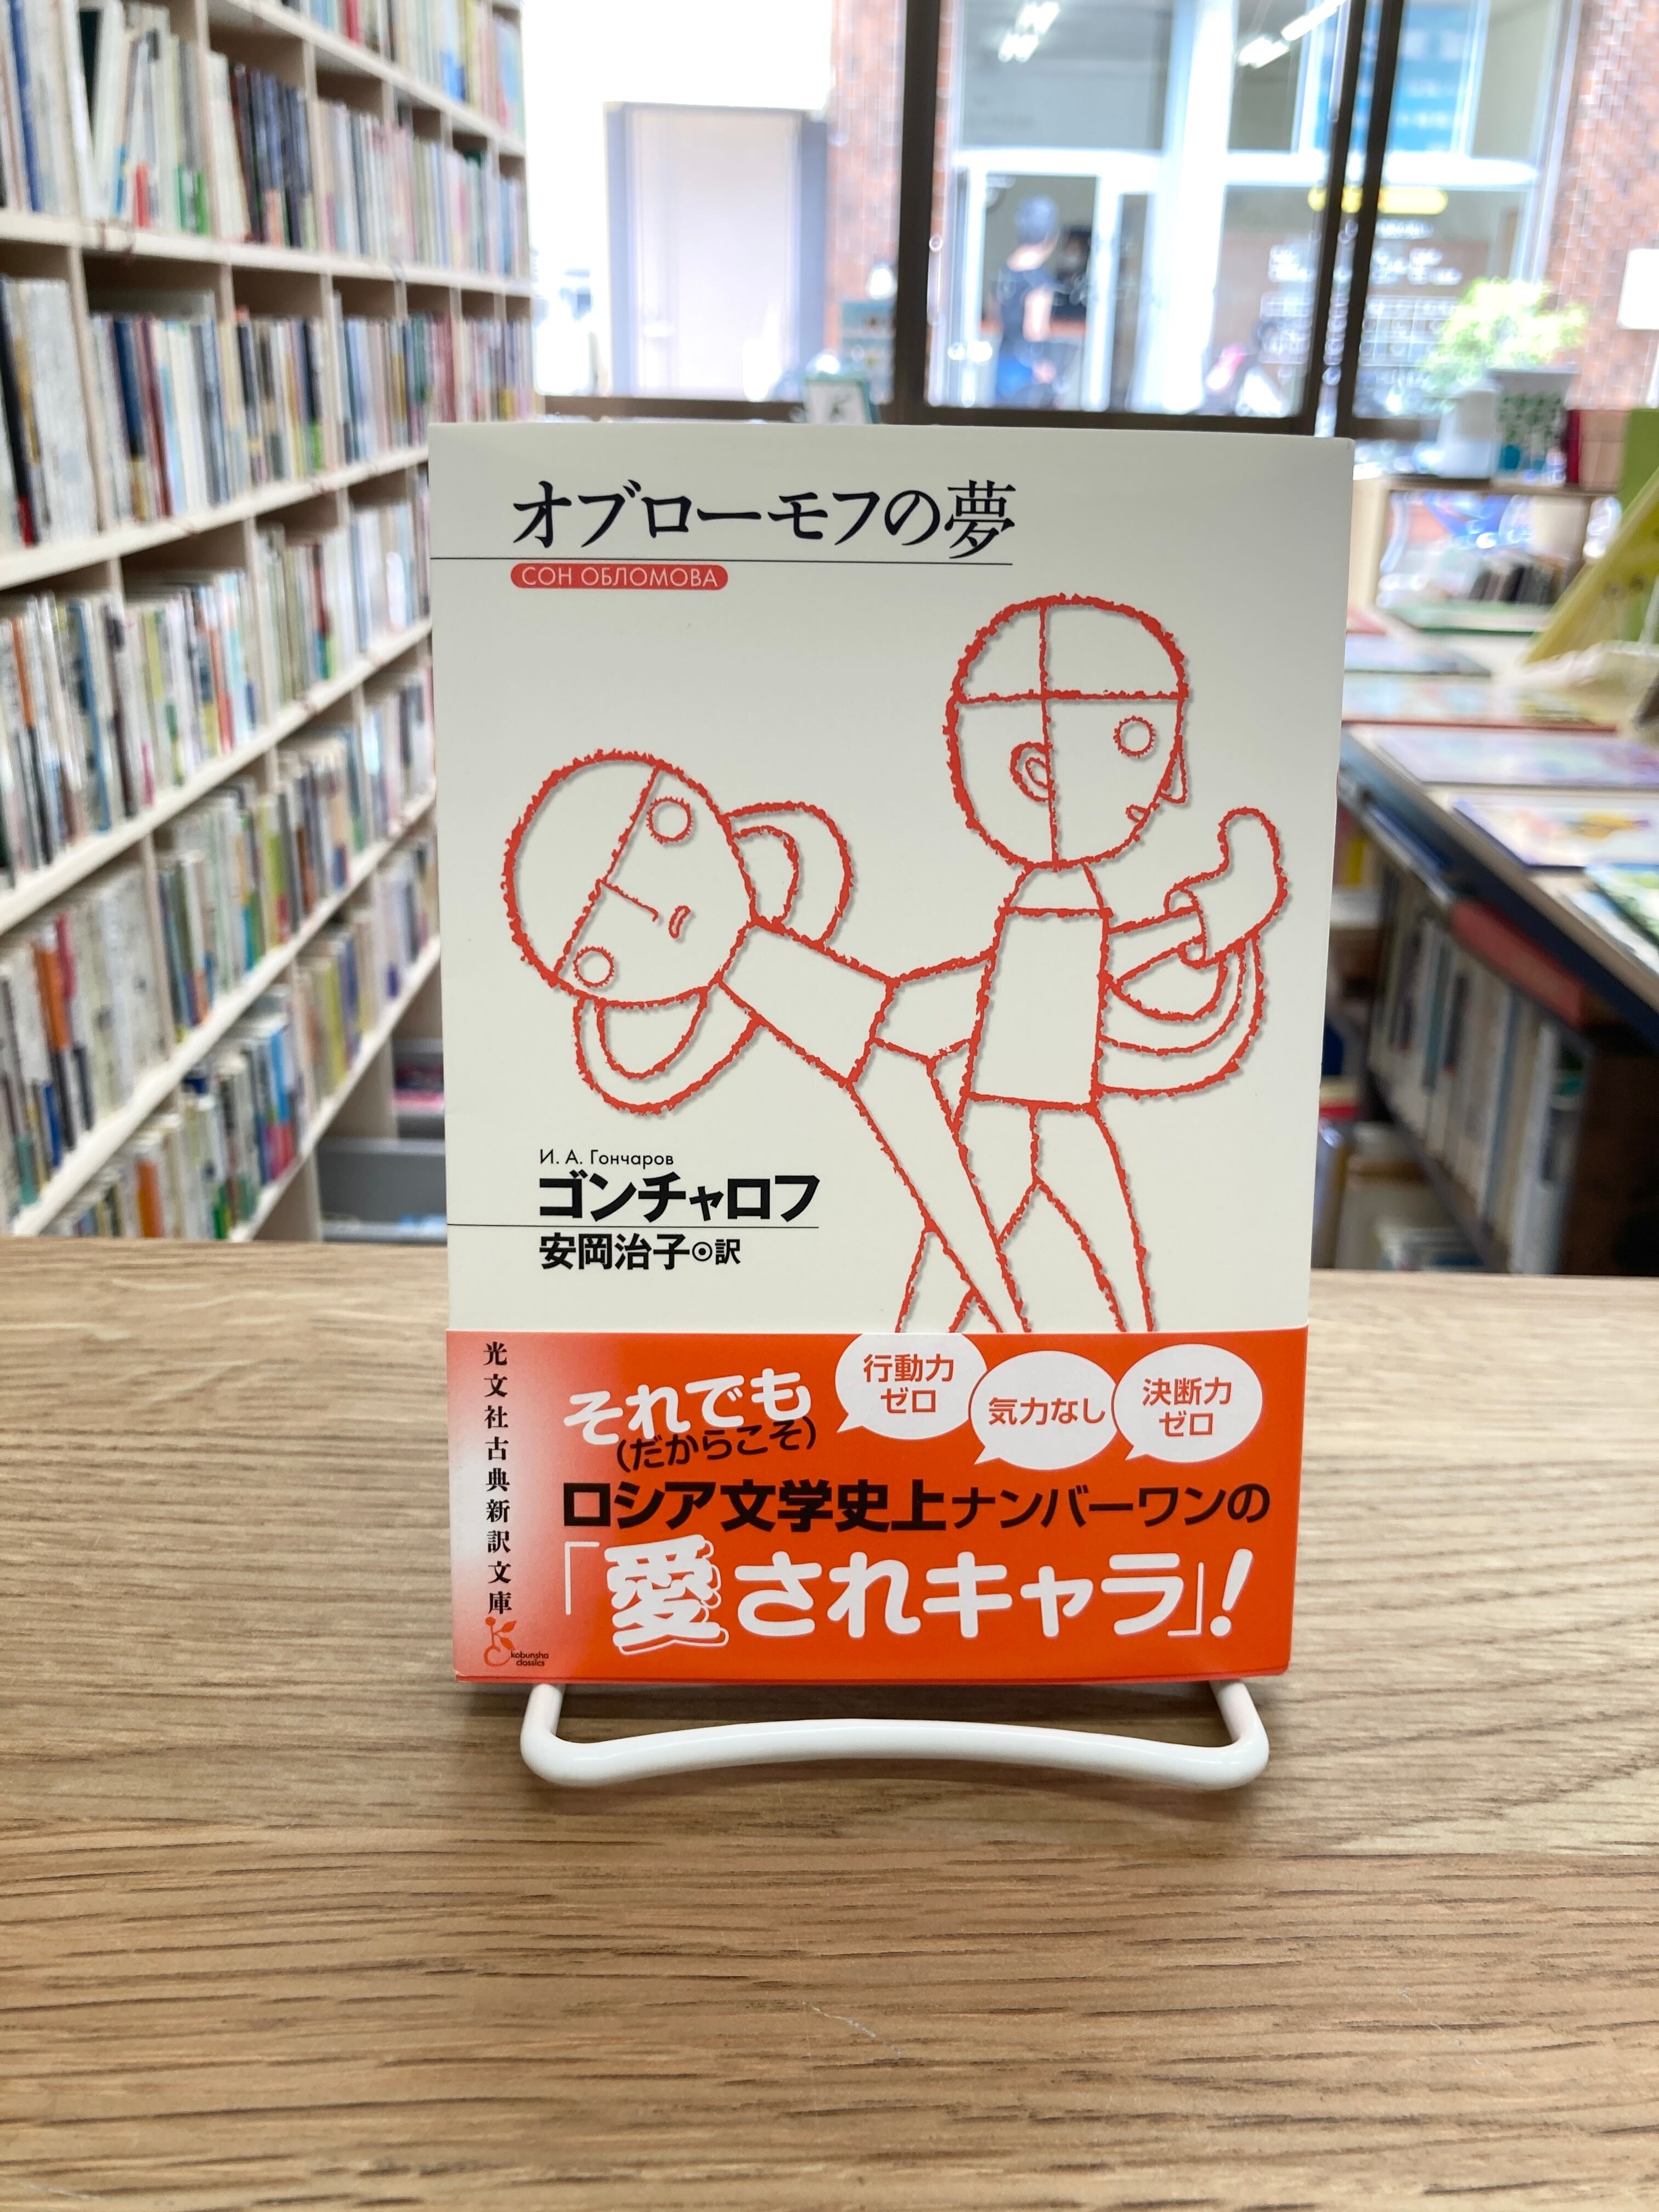 オブローモフの夢
СОН ОБЛОМОВА
И. А. Гончаров
ゴンチャロフ
安岡治子◉訳
光文社古典新訳文庫
kobunsha
classics
行動力
ゼロ
気力なし
決断力
ゼロ
それでも
(だからこそ)
ロシア文学史上ナンバーワンの
「愛されキャラ」!